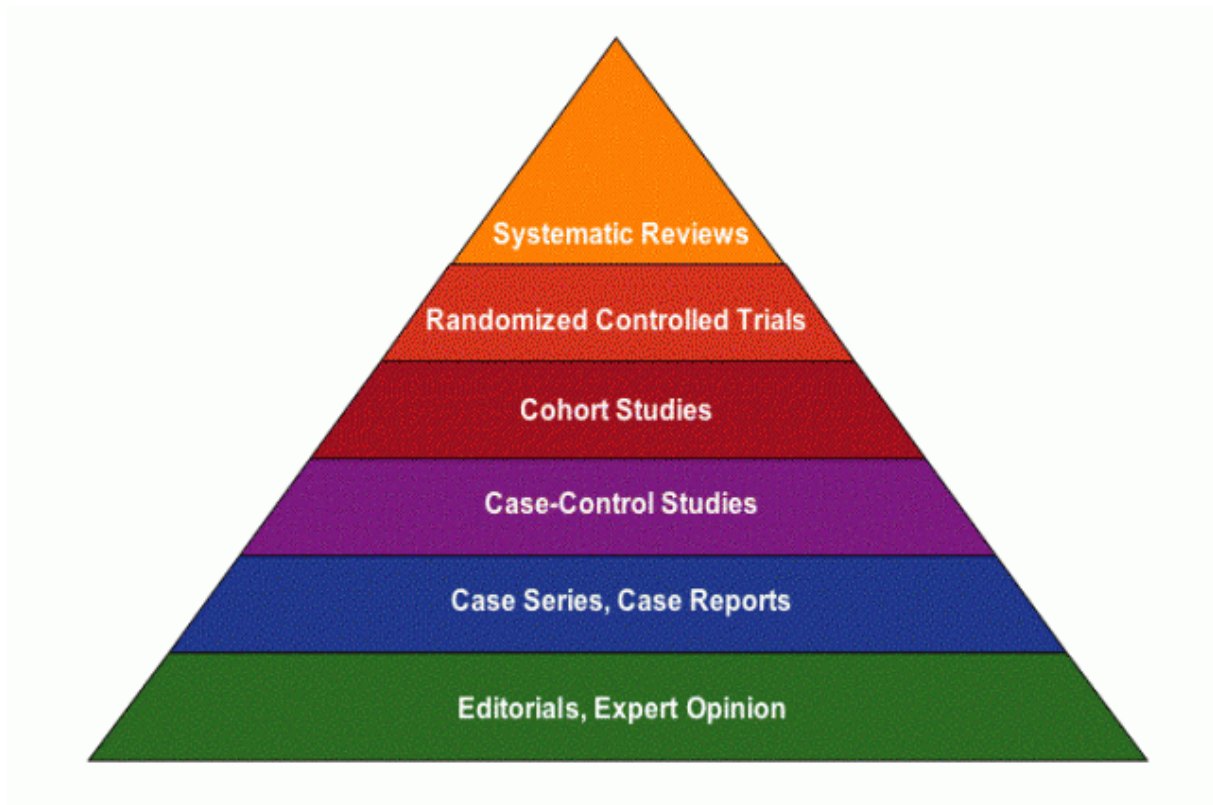 Systematic Reviews
Randomized Controlled Trials
Cohort Studies
Case-Control Studies
Case Series, Case Reports
Editorials, Expert Opinion